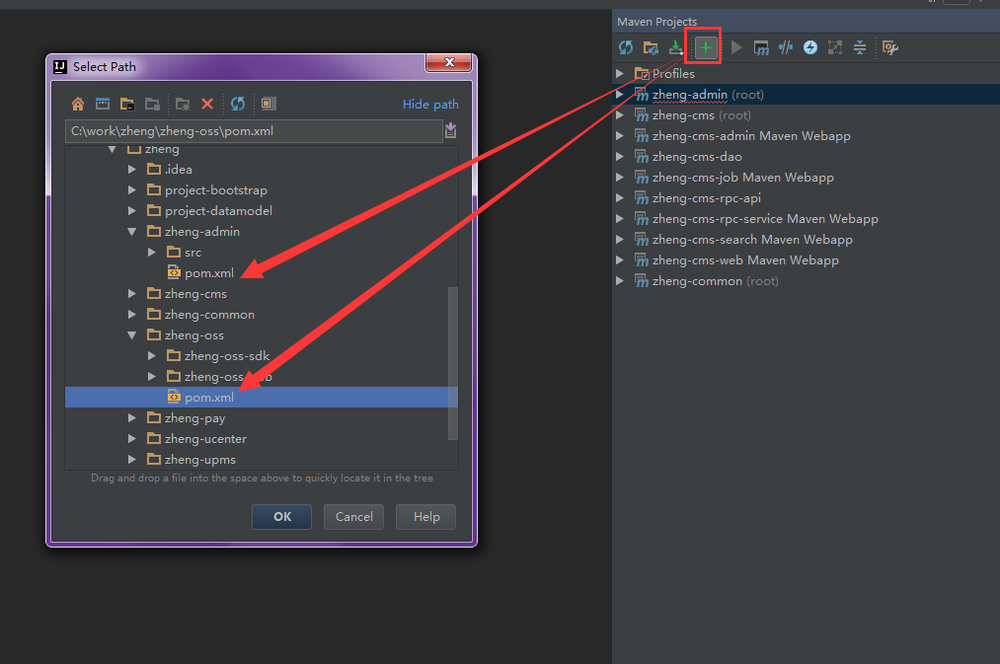 Maven Projects
Select Path
Hide path
C:\work\zheng\zheng-oss\pom.xml
zheng
.idea
project-bootstrap
project-datamodel
zheng-admin
src
pom.xml
zheng-cms
zheng-common
zheng-oss
zheng-oss-sdk
pom.xml
zheng-pay
zheng-ucenter
zheng-upms
Drag and drop a file into the space above to quickly locate it in the tree
OK
Cancel
Help
Profiles
zheng-admin (root)
zheng-cms (root)
zheng-cms-admin Maven Webapp
zheng-cms-dao
zheng-cms-job Maven Webapp
zheng-cms-rpc-api
zheng-cms-rpc-service Maven Webapp
zheng-cms-search Maven Webapp
zheng-cms-web Maven Webapp
zheng-common (root)